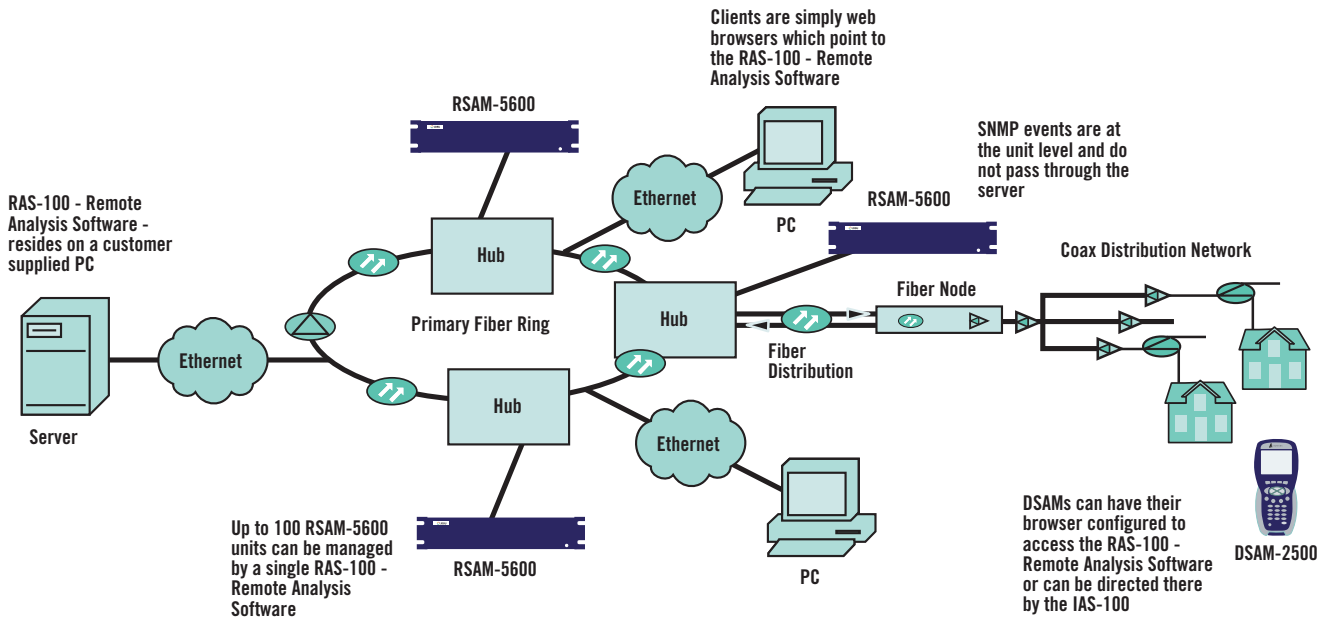 Clients are simply web
browsers which point to
the RAS-100 - Remote
Analysis Software
RSAM-5600
SNMP events are at
the unit level and do
not pass through the
server
RAS-100 - Remote
Analysis Software -
resides on a customer
supplied PC
Ethernet
PC
RSAM-5600
Hub
Coax Distribution Network
Fiber Node
Primary Fiber Ring
Hub
Ethernet
Fiber
Distribution
Hub
Server
Ethernet
Up to 100 RSAM-5600
units can be managed
by a single RAS-100 -
Remote Analysis
Software
RSAM-5600
PC
DSAMs can have their
browser configured to
access the RAS-100 -
Remote Analysis Software
or can be directed there
by the IAS-100
DSAM-2500